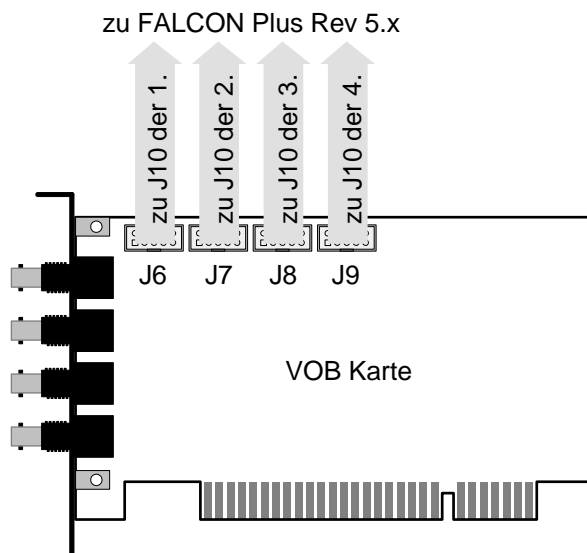 zu FALCON Plus Rev 5.x
zu J10 der 1.
zu J10 der 2.
zu J10 der 3.
zu J10 der 4.
J6 J7 J8 J9
VOB Karte